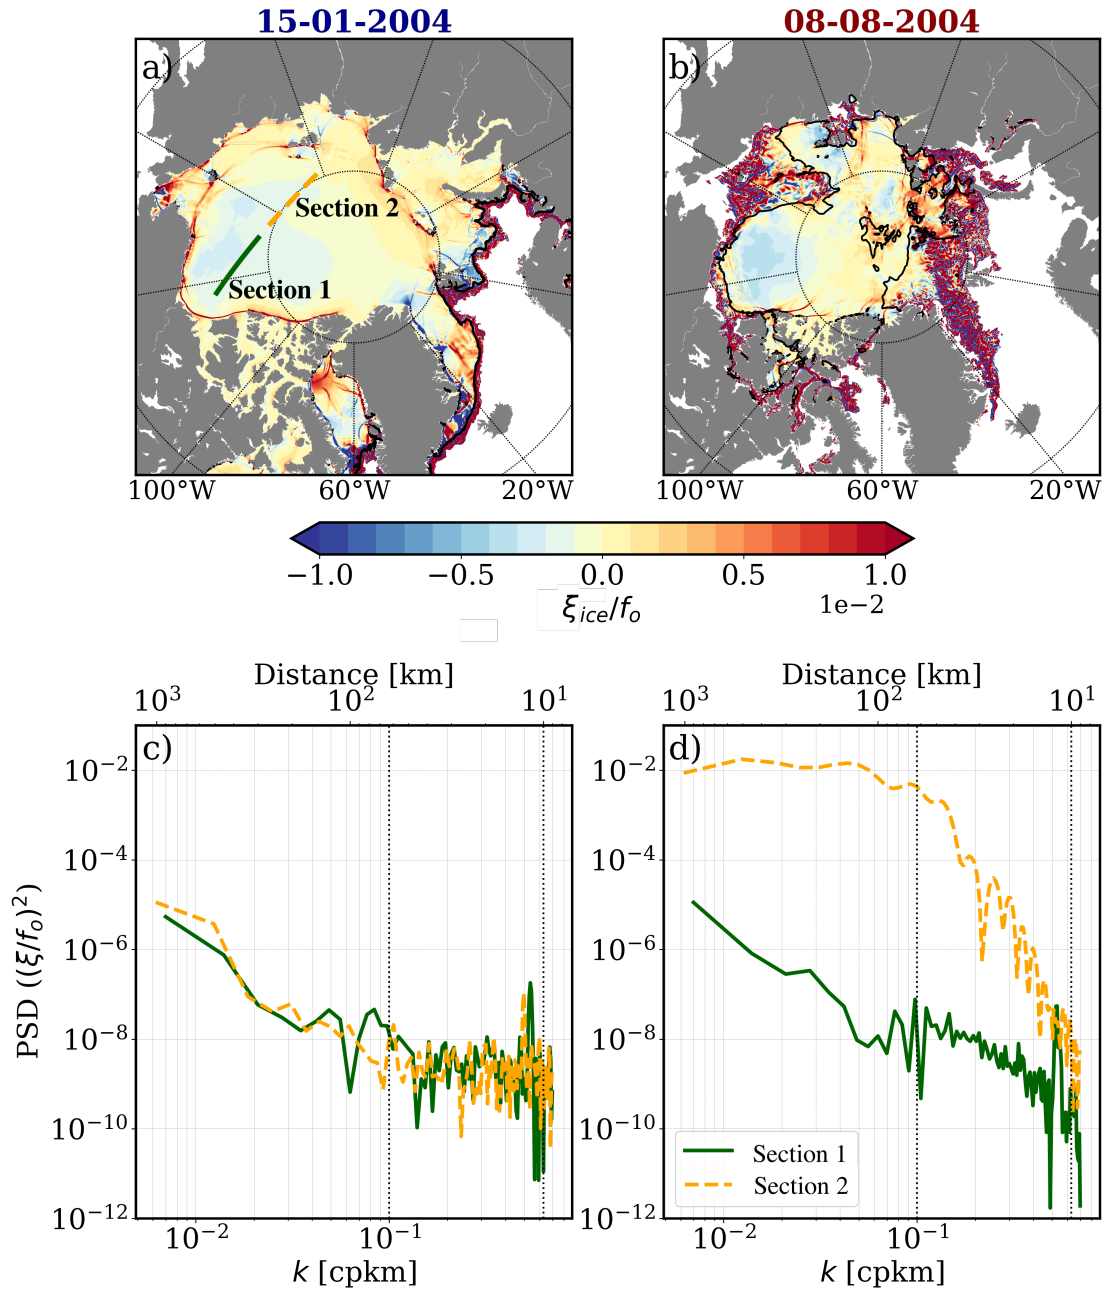 15-01-2004
08-08-2004
a)
b)
Section 2
Section 1
100°W 60°W 20°W
100°W 60°W 20°W
−1.0 −0.5 0.0 0.5 1.0
ξice/fo
1e−2
Distance [km]
Distance [km]
10³ 10² 10¹
10³ 10² 10¹
c)
d)
10⁻²
10⁻⁴
10⁻⁶
10⁻⁸
10⁻¹⁰
10⁻¹²
PSD ((ξ/fo)²)
10⁻²
10⁻⁴
10⁻⁶
10⁻⁸
10⁻¹⁰
10⁻¹²
Section 1
Section 2
10⁻² 10⁻¹
10⁻² 10⁻¹
k [cpkm]
k [cpkm]